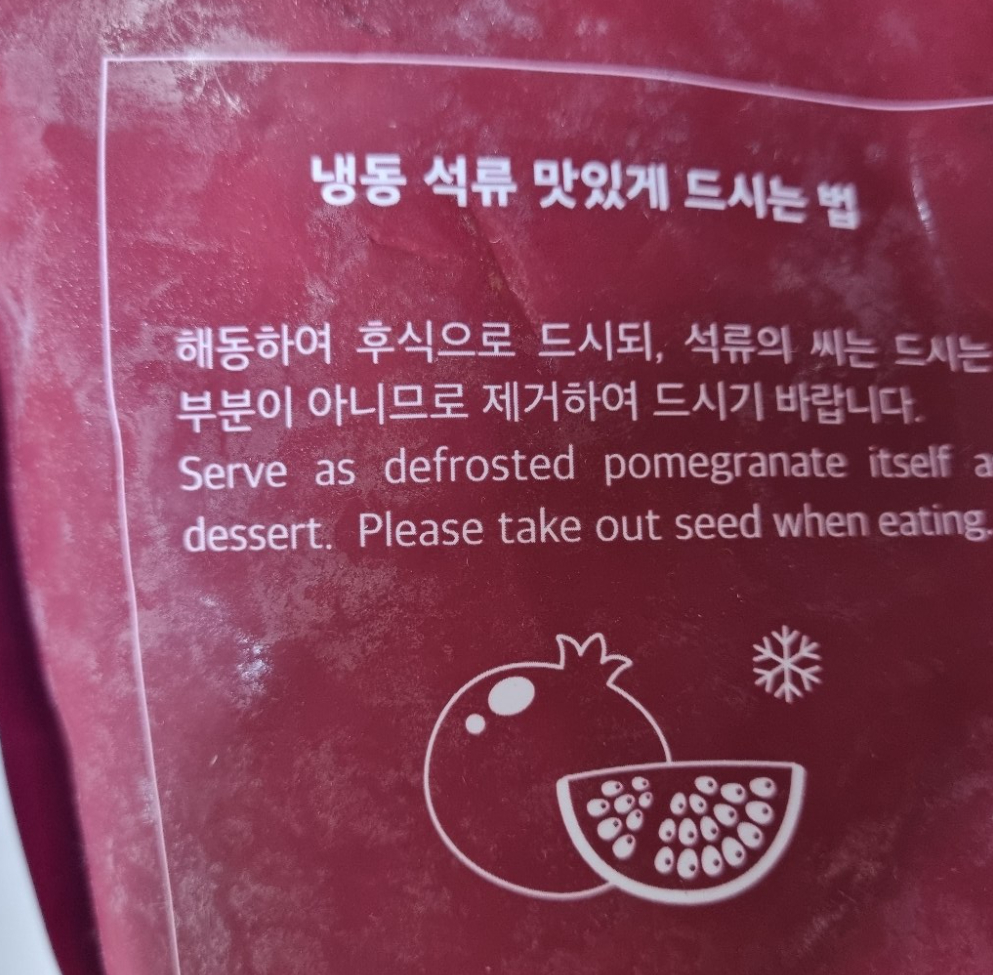 냉동 석류 맛있게 드시는 법
해동하여 후식으로 드시되, 석류의 씨는 드시는
부분이 아니므로 제거하여 드시기 바랍니다.
Serve as defrosted pomegranate itself a
dessert. Please take out seed when eating.